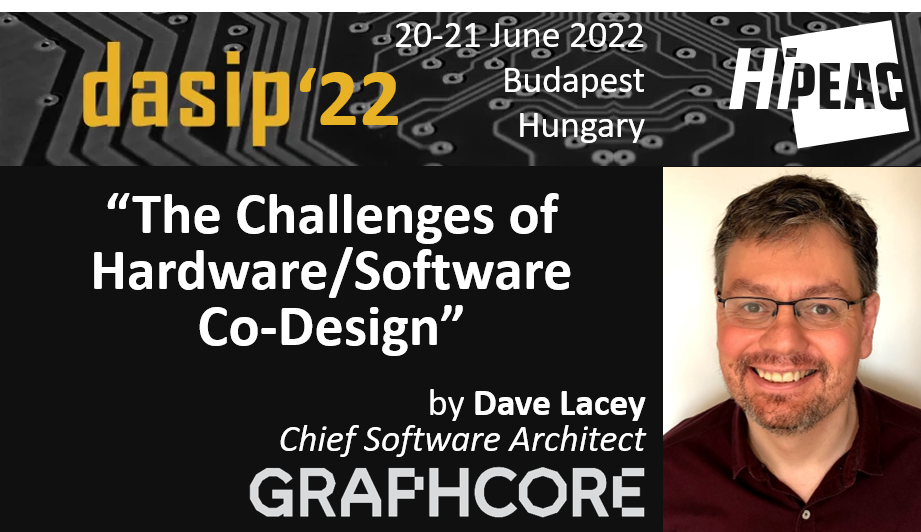 dasip‘22
20-21 June 2022
Budapest
Hungary
HiPEAC
“The Challenges of
Hardware/Software
Co-Design”
by Dave Lacey
Chief Software Architect
GRAPHCORE